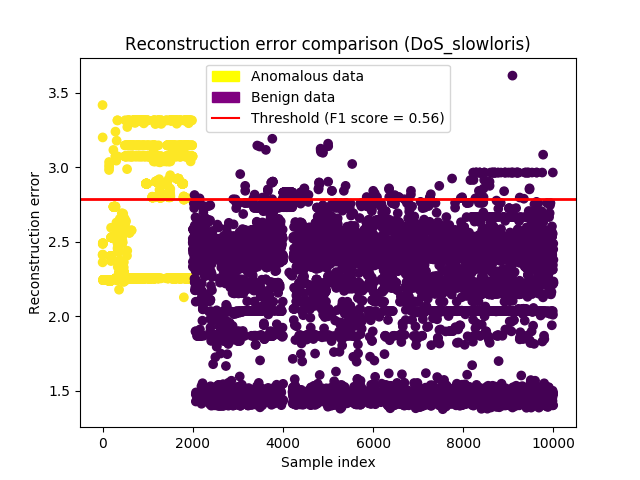 Reconstruction error comparison (DoS_slowloris)
Anomalous data
Benign data
Threshold (F1 score = 0.56)
Reconstruction error
3.5
3.0
2.5
2.0
1.5
0
2000
4000
6000
8000
10000
Sample index